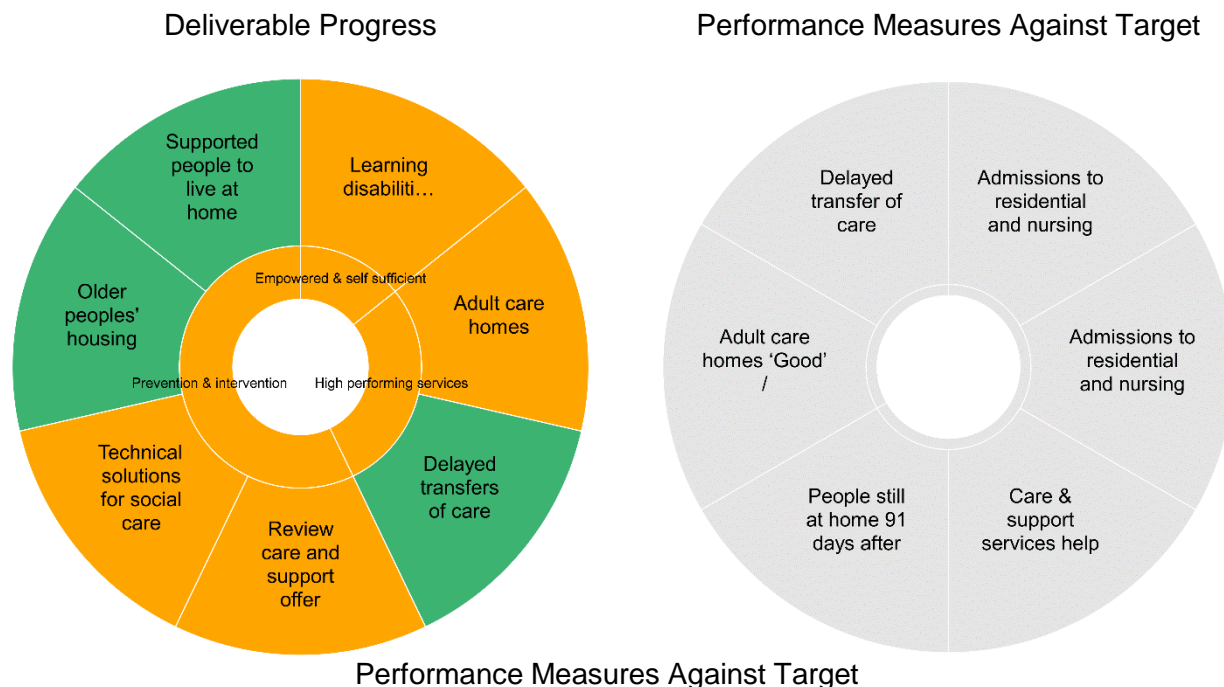 Deliverable Progress
Performance Measures Against Target
Supported
people to
live at
home
Learning
disabiliti…
Adult care
homes
Delayed
transfers
of care
Review
care and
support
offer
Technical
solutions
for social
care
Older
peoples'
housing
Empowered & self sufficient
Prevention & intervention
High performing services
Delayed
transfer of
care
Admissions to
residential
and nursing
Admissions to
residential
and nursing
Care &
support
services help
People still
at home 91
days after
Adult care
homes ‘Good’
/
Performance Measures Against Target